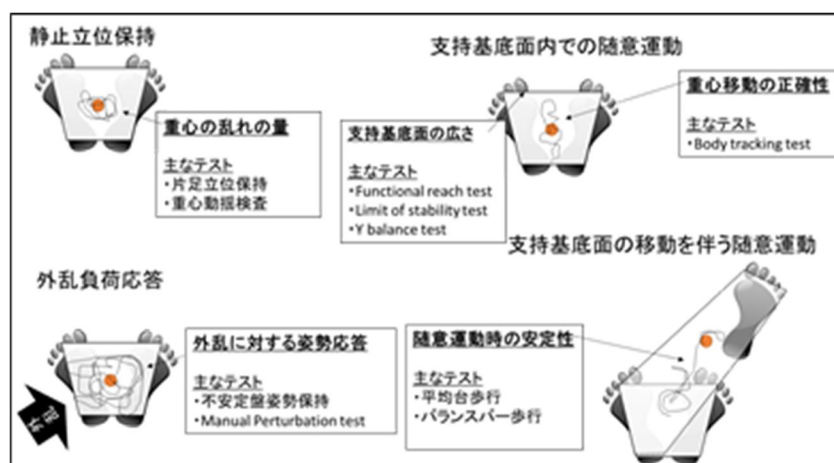 静止立位保持
重心の乱れの量
主なテスト
・片足立位保持
・重心動揺検査
支持基底面内での随意運動
支持基底面の広さ
主なテスト
・Functional reach test
・Limit of stability test
・Y balance test
重心移動の正確性
主なテスト
・Body tracking test
外乱負荷応答
外乱
外乱に対する姿勢応答
主なテスト
・不安定盤姿勢保持
・Manual Perturbation test
支持基底面の移動を伴う随意運動
随意運動時の安定性
主なテスト
・平均台歩行
・バランスバー歩行